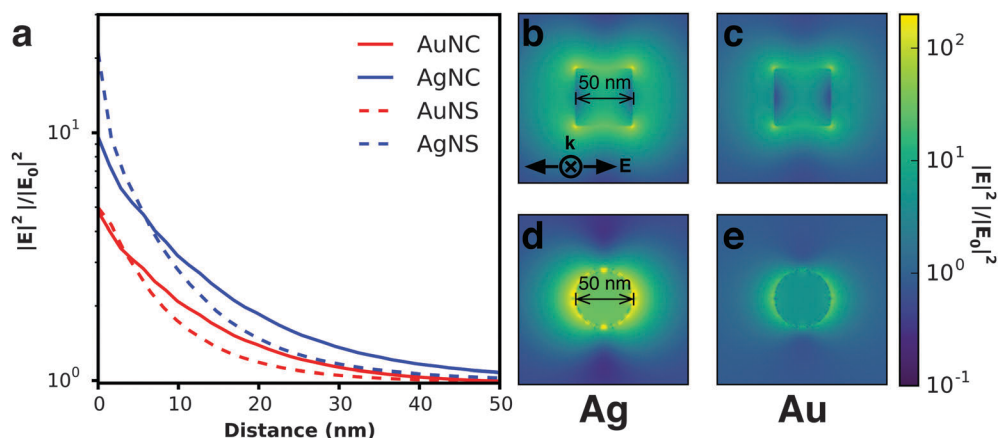 a
|E|² |/|E₀|²
10¹
10⁰
0 10 20 30 40 50
Distance (nm)
AuNC
AgNC
AuNS
AgNS
b
50 nm
k
E
c
d
50 nm
e
Ag
Au
10²
10¹
10⁰
10⁻¹
|E|² |/|E₀|²